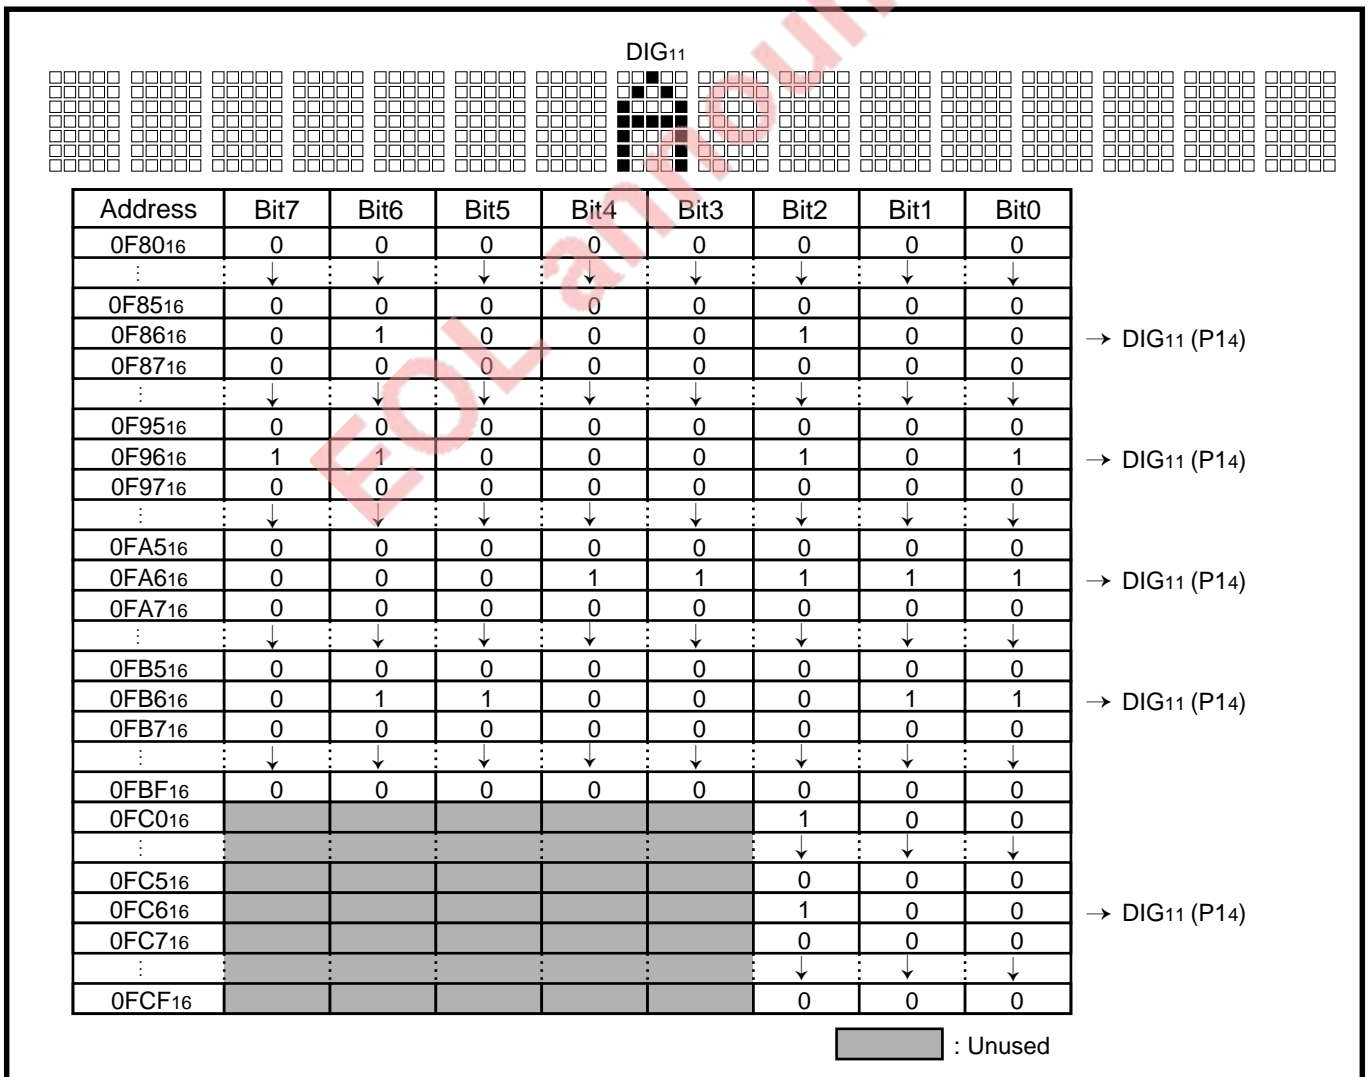 DIG11
Address Bit7 Bit6 Bit5 Bit4 Bit3 Bit2 Bit1 Bit0
0F8016 0 0 0 0 0 0 0 0
⋮ ↓ ↓ ↓ ↓ ↓ ↓ ↓ ↓
0F8516 0 0 0 0 0 0 0 0
0F8616 0 1 0 0 0 1 0 0 → DIG11 (P14)
0F8716 0 0 0 0 0 0 0 0
⋮ ↓ ↓ ↓ ↓ ↓ ↓ ↓ ↓
0F9516 0 0 0 0 0 0 0 0
0F9616 1 1 0 0 0 1 0 1 → DIG11 (P14)
0F9716 0 0 0 0 0 0 0 0
⋮ ↓ ↓ ↓ ↓ ↓ ↓ ↓ ↓
0FA516 0 0 0 0 0 0 0 0
0FA616 0 0 0 1 1 1 1 1 → DIG11 (P14)
0FA716 0 0 0 0 0 0 0 0
⋮ ↓ ↓ ↓ ↓ ↓ ↓ ↓ ↓
0FB516 0 0 0 0 0 0 0 0
0FB616 0 1 1 0 0 0 1 1 → DIG11 (P14)
0FB716 0 0 0 0 0 0 0 0
⋮ ↓ ↓ ↓ ↓ ↓ ↓ ↓ ↓
0FBF16 0 0 0 0 0 0 0 0
0FC016 1 0 0
⋮ ↓ ↓ ↓
0FC516 0 0 0
0FC616 1 0 0 → DIG11 (P14)
0FC716 0 0 0
⋮ ↓ ↓ ↓
0FCF16 0 0 0
: Unused
EOL